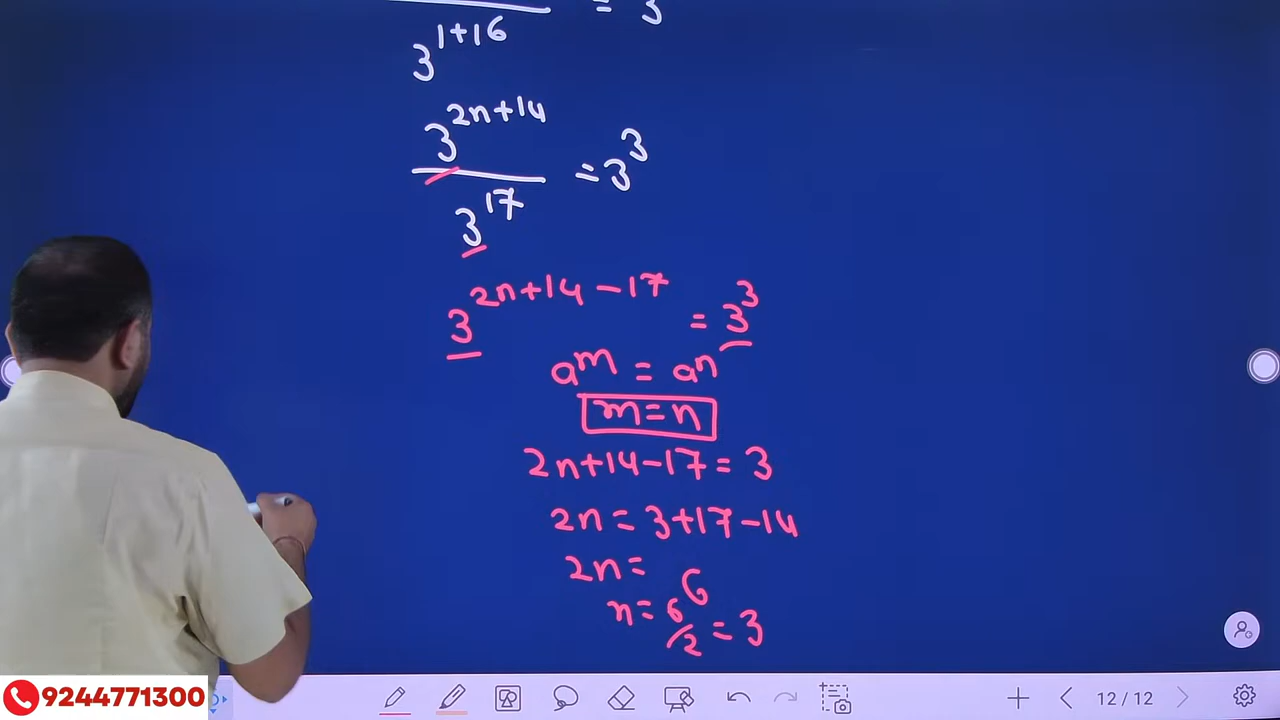 = 3
3^{1+16}
3^{2n+14}
/ 3^{17} = 3^3
3^{2n+14-17} = 3^3
a^m = a^n
m=n
2n+14-17=3
2n=3+17-14
2n= 6
n= 6/2 = 3
9244771300
12/12